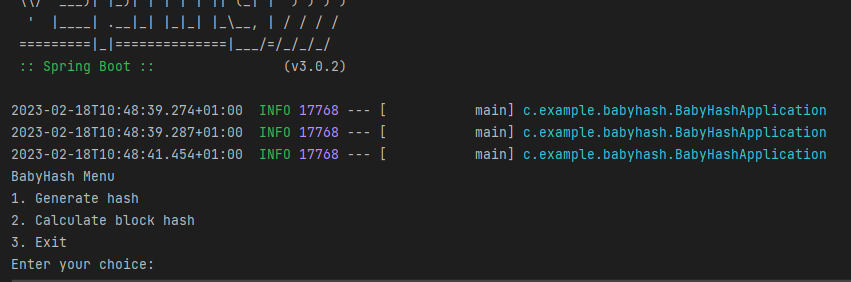 \\/  ___)| |_)| | | | | || (_| |  ) ) ) )
'  |____| .__|_| |_|_| |_\__, | / / / /
=========|_|==============|___/=/_/_/_/
:: Spring Boot ::                (v3.0.2)
2023-02-18T10:48:39.274+01:00  INFO 17768 --- [           main] c.example.babyhash.BabyHashApplication
2023-02-18T10:48:39.287+01:00  INFO 17768 --- [           main] c.example.babyhash.BabyHashApplication
2023-02-18T10:48:41.454+01:00  INFO 17768 --- [           main] c.example.babyhash.BabyHashApplication
BabyHash Menu
1. Generate hash
2. Calculate block hash
3. Exit
Enter your choice: